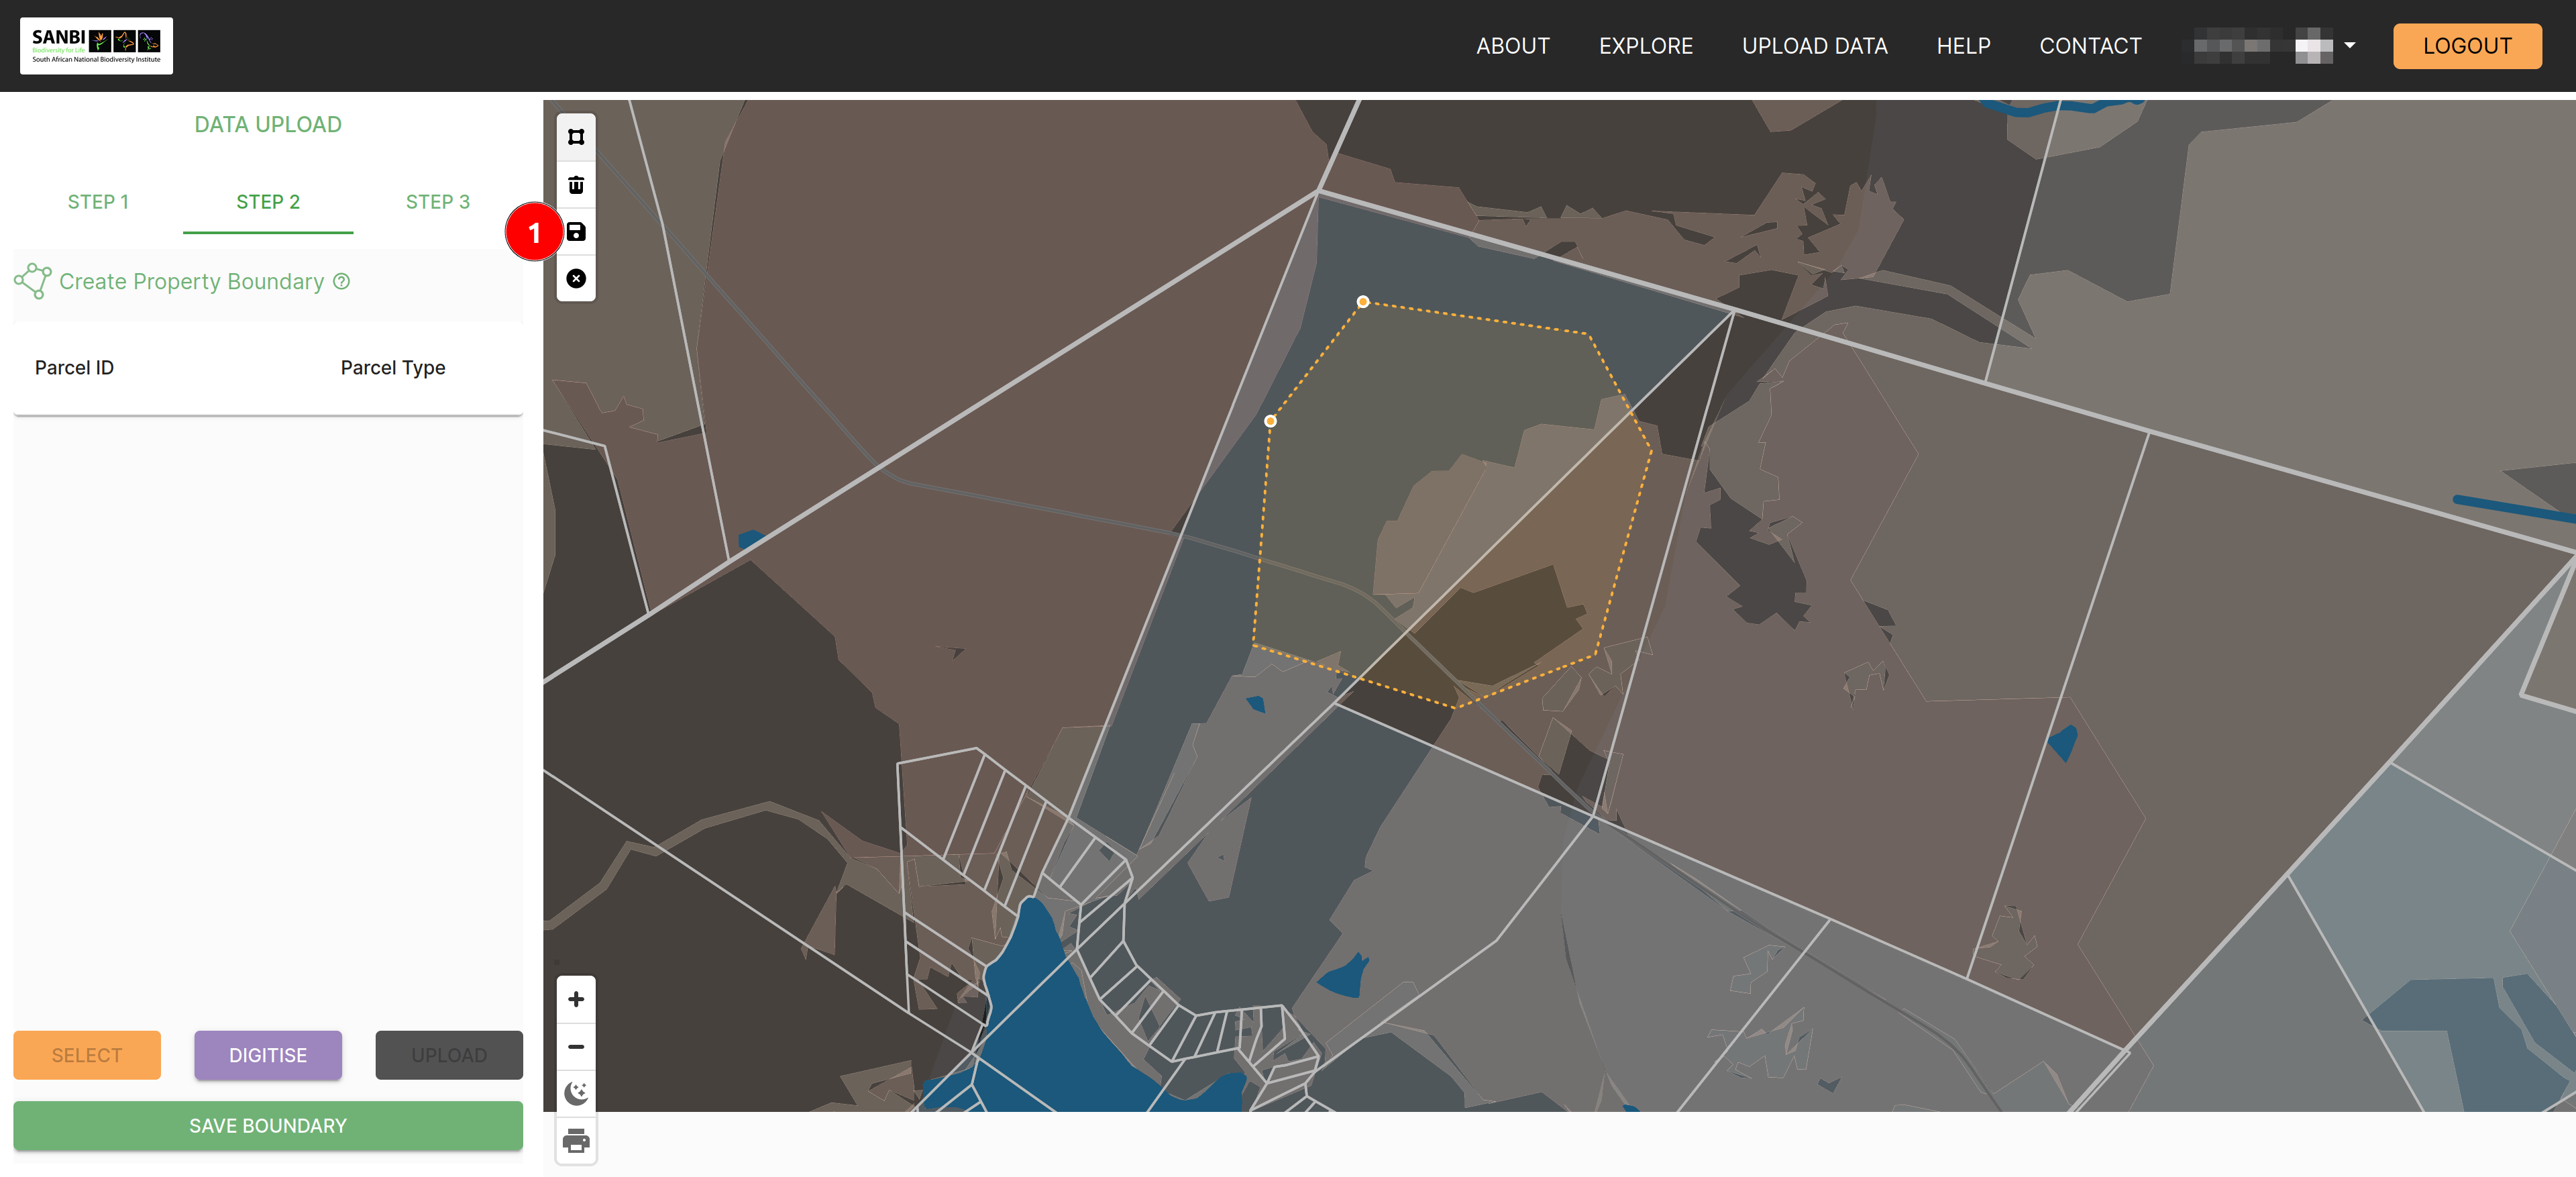 SANBI
Biodiversity for Life
South African National Biodiversity Institute
ABOUT
EXPLORE
UPLOAD DATA
HELP
CONTACT
LOGOUT
DATA UPLOAD
STEP 1
STEP 2
STEP 3
1
Create Property Boundary
Parcel ID
Parcel Type
SELECT
DIGITISE
UPLOAD
SAVE BOUNDARY